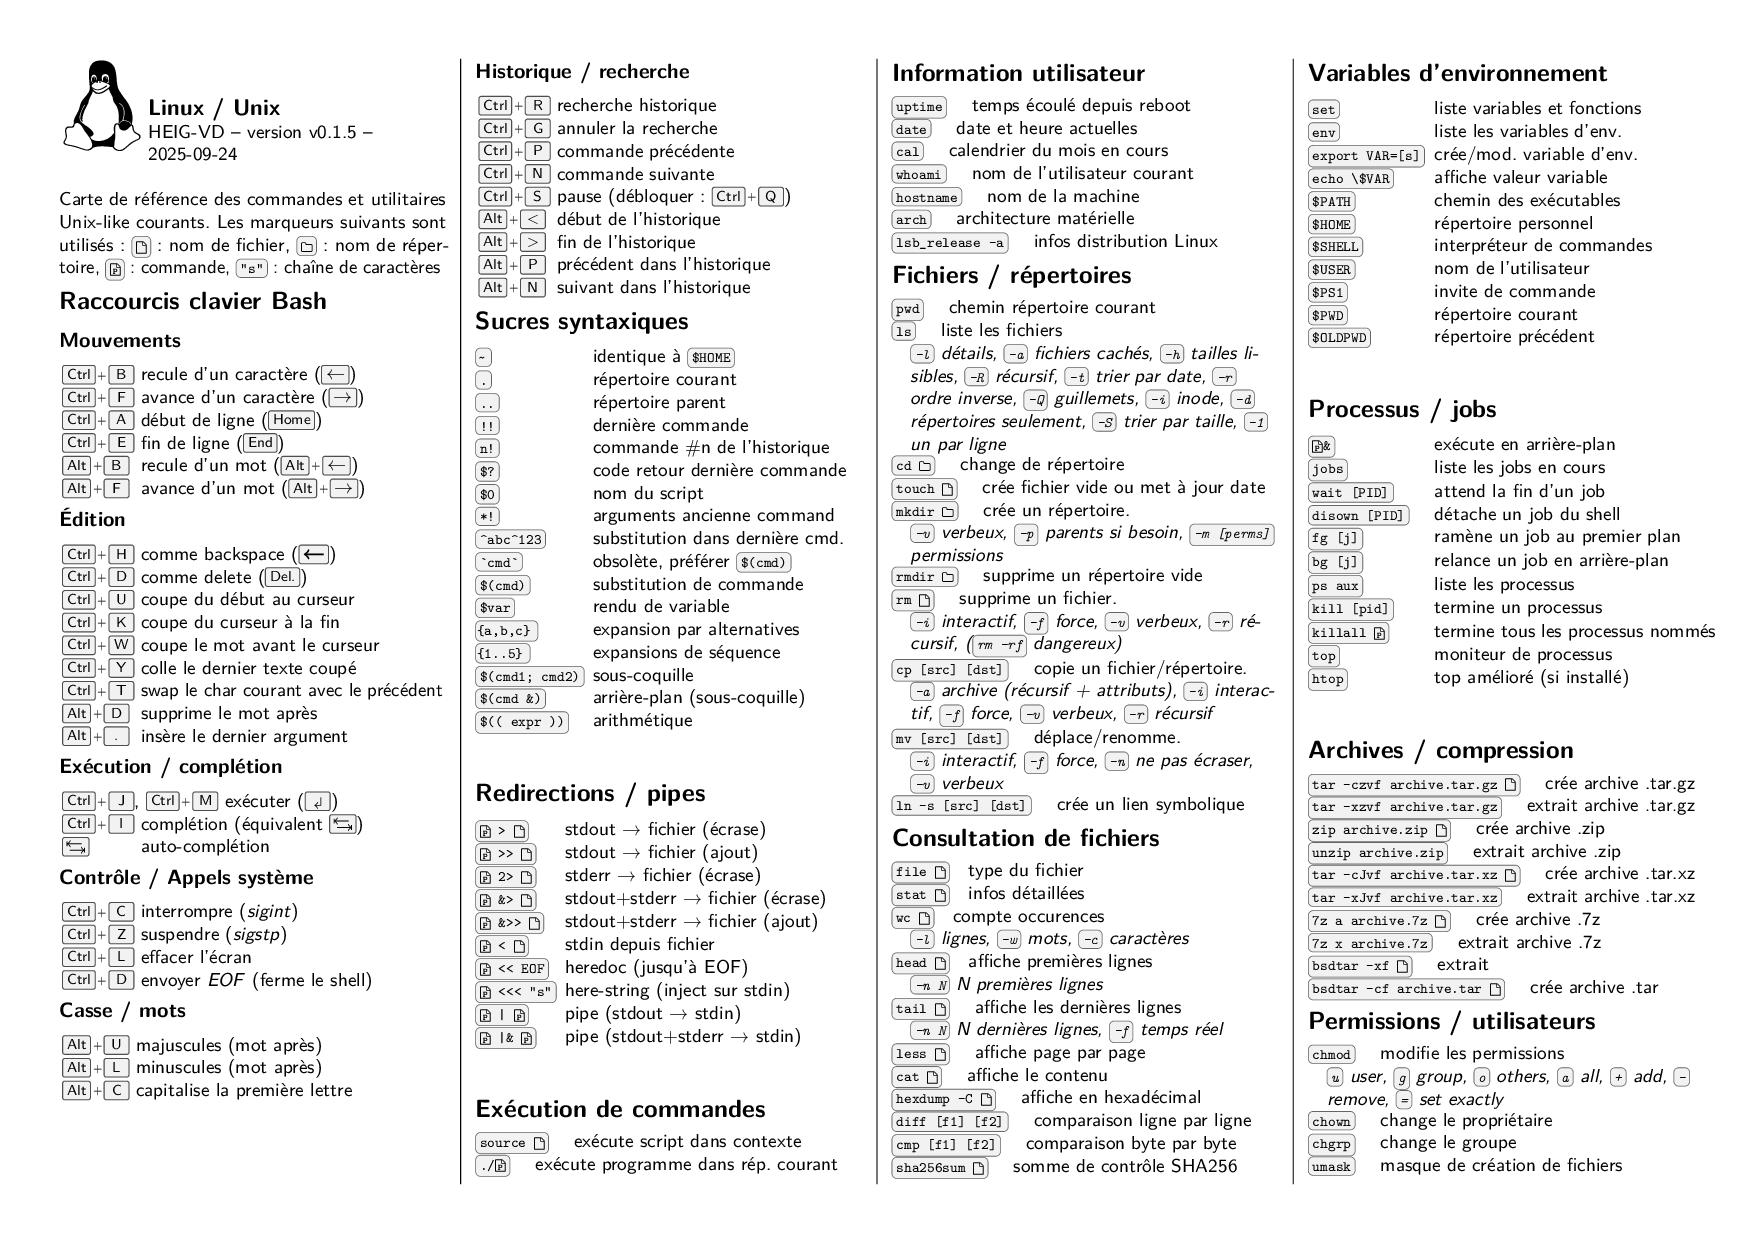 Linux / Unix
HEIG-VD – version v0.1.5 –
2025-09-24
Carte de référence des commandes et utilitaires
Unix-like courants. Les marqueurs suivants sont
utilisés : : nom de fichier, : nom de réper-
toire, : commande, "s" : chaîne de caractères
Raccourcis clavier Bash
Mouvements
Ctrl+B recule d'un caractère (←)
Ctrl+F avance d'un caractère (→)
Ctrl+A début de ligne (Home)
Ctrl+E fin de ligne (End)
Alt+B recule d'un mot (Alt+←)
Alt+F avance d'un mot (Alt+→)
Édition
Ctrl+H comme backspace (←)
Ctrl+D comme delete (Del.)
Ctrl+U coupe du début au curseur
Ctrl+K coupe du curseur à la fin
Ctrl+W coupe le mot avant le curseur
Ctrl+Y colle le dernier texte coupé
Ctrl+T swap le char courant avec le précédent
Alt+D supprime le mot après
Alt+. insère le dernier argument
Exécution / complétion
Ctrl+J, Ctrl+M exécuter (↲)
Ctrl+I complétion (équivalent ↹)
↹ auto-complétion
Contrôle / Appels système
Ctrl+C interrompre (sigint)
Ctrl+Z suspendre (sigstp)
Ctrl+L effacer l'écran
Ctrl+D envoyer EOF (ferme le shell)
Casse / mots
Alt+U majuscules (mot après)
Alt+L minuscules (mot après)
Alt+C capitalise la première lettre
Historique / recherche
Ctrl+R recherche historique
Ctrl+G annuler la recherche
Ctrl+P commande précédente
Ctrl+N commande suivante
Ctrl+S pause (débloquer : Ctrl+Q)
Alt+< début de l'historique
Alt+> fin de l'historique
Alt+P précédent dans l'historique
Alt+N suivant dans l'historique
Sucres syntaxiques
~ identique à $HOME
. répertoire courant
.. répertoire parent
!! dernière commande
n! commande #n de l'historique
$? code retour dernière commande
$0 nom du script
*! arguments ancienne command
^abc^123 substitution dans dernière cmd.
`cmd` obsolète, préférer $(cmd)
$(cmd) substitution de commande
$var rendu de variable
{a,b,c} expansion par alternatives
{1..5} expansions de séquence
$(cmd1; cmd2) sous-coquille
$(cmd &) arrière-plan (sous-coquille)
$(( expr )) arithmétique
Redirections / pipes
> stdout → fichier (écrase)
>> stdout → fichier (ajout)
2> stderr → fichier (écrase)
&> stdout+stderr → fichier (écrase)
&>> stdout+stderr → fichier (ajout)
< stdin depuis fichier
<< EOF heredoc (jusqu'à EOF)
<<< "s" here-string (inject sur stdin)
| pipe (stdout → stdin)
|& pipe (stdout+stderr → stdin)
Exécution de commandes
source exécute script dans contexte
./ exécute programme dans rép. courant
Information utilisateur
uptime temps écoulé depuis reboot
date date et heure actuelles
cal calendrier du mois en cours
whoami nom de l'utilisateur courant
hostname nom de la machine
arch architecture matérielle
lsb_release -a infos distribution Linux
Fichiers / répertoires
pwd chemin répertoire courant
ls liste les fichiers
-l détails, -a fichiers cachés, -h tailles li-
sibles, -R récursif, -t trier par date, -r
ordre inverse, -Q guillemets, -i inode, -d
répertoires seulement, -S trier par taille, -1
un par ligne
cd change de répertoire
touch crée fichier vide ou met à jour date
mkdir crée un répertoire.
-v verbeux, -p parents si besoin, -m [perms]
permissions
rmdir supprime un répertoire vide
rm supprime un fichier.
-i interactif, -f force, -v verbeux, -r ré-
cursif, (rm -rf dangereux)
cp [src] [dst] copie un fichier/répertoire.
-a archive (récursif + attributs), -i interac-
tif, -f force, -v verbeux, -r récursif
mv [src] [dst] déplace/renomme.
-i interactif, -f force, -n ne pas écraser,
-v verbeux
ln -s [src] [dst] crée un lien symbolique
Consultation de fichiers
file type du fichier
stat infos détaillées
wc compte occurences
-l lignes, -w mots, -c caractères
head affiche premières lignes
-n N N premières lignes
tail affiche les dernières lignes
-n N N dernières lignes, -f temps réel
less affiche page par page
cat affiche le contenu
hexdump -C affiche en hexadécimal
diff [f1] [f2] comparaison ligne par ligne
cmp [f1] [f2] comparaison byte par byte
sha256sum somme de contrôle SHA256
Variables d'environnement
set liste variables et fonctions
env liste les variables d'env.
export VAR=[s] crée/mod. variable d'env.
echo \$VAR affiche valeur variable
$PATH chemin des exécutables
$HOME répertoire personnel
$SHELL interpréteur de commandes
$USER nom de l'utilisateur
$PS1 invite de commande
$PWD répertoire courant
$OLDPWD répertoire précédent
Processus / jobs
& exécute en arrière-plan
jobs liste les jobs en cours
wait [PID] attend la fin d'un job
disown [PID] détache un job du shell
fg [j] ramène un job au premier plan
bg [j] relance un job en arrière-plan
ps aux liste les processus
kill [pid] termine un processus
killall termine tous les processus nommés
top moniteur de processus
htop top amélioré (si installé)
Archives / compression
tar -czvf archive.tar.gz crée archive .tar.gz
tar -xzvf archive.tar.gz extrait archive .tar.gz
zip archive.zip crée archive .zip
unzip archive.zip extrait archive .zip
tar -cJvf archive.tar.xz crée archive .tar.xz
tar -xJvf archive.tar.xz extrait archive .tar.xz
7z a archive.7z crée archive .7z
7z x archive.7z extrait archive .7z
bsdtar -xf extrait
bsdtar -cf archive.tar crée archive .tar
Permissions / utilisateurs
chmod modifie les permissions
u user, g group, o others, a all, + add, -
remove, = set exactly
chown change le propriétaire
chgrp change le groupe
umask masque de création de fichiers